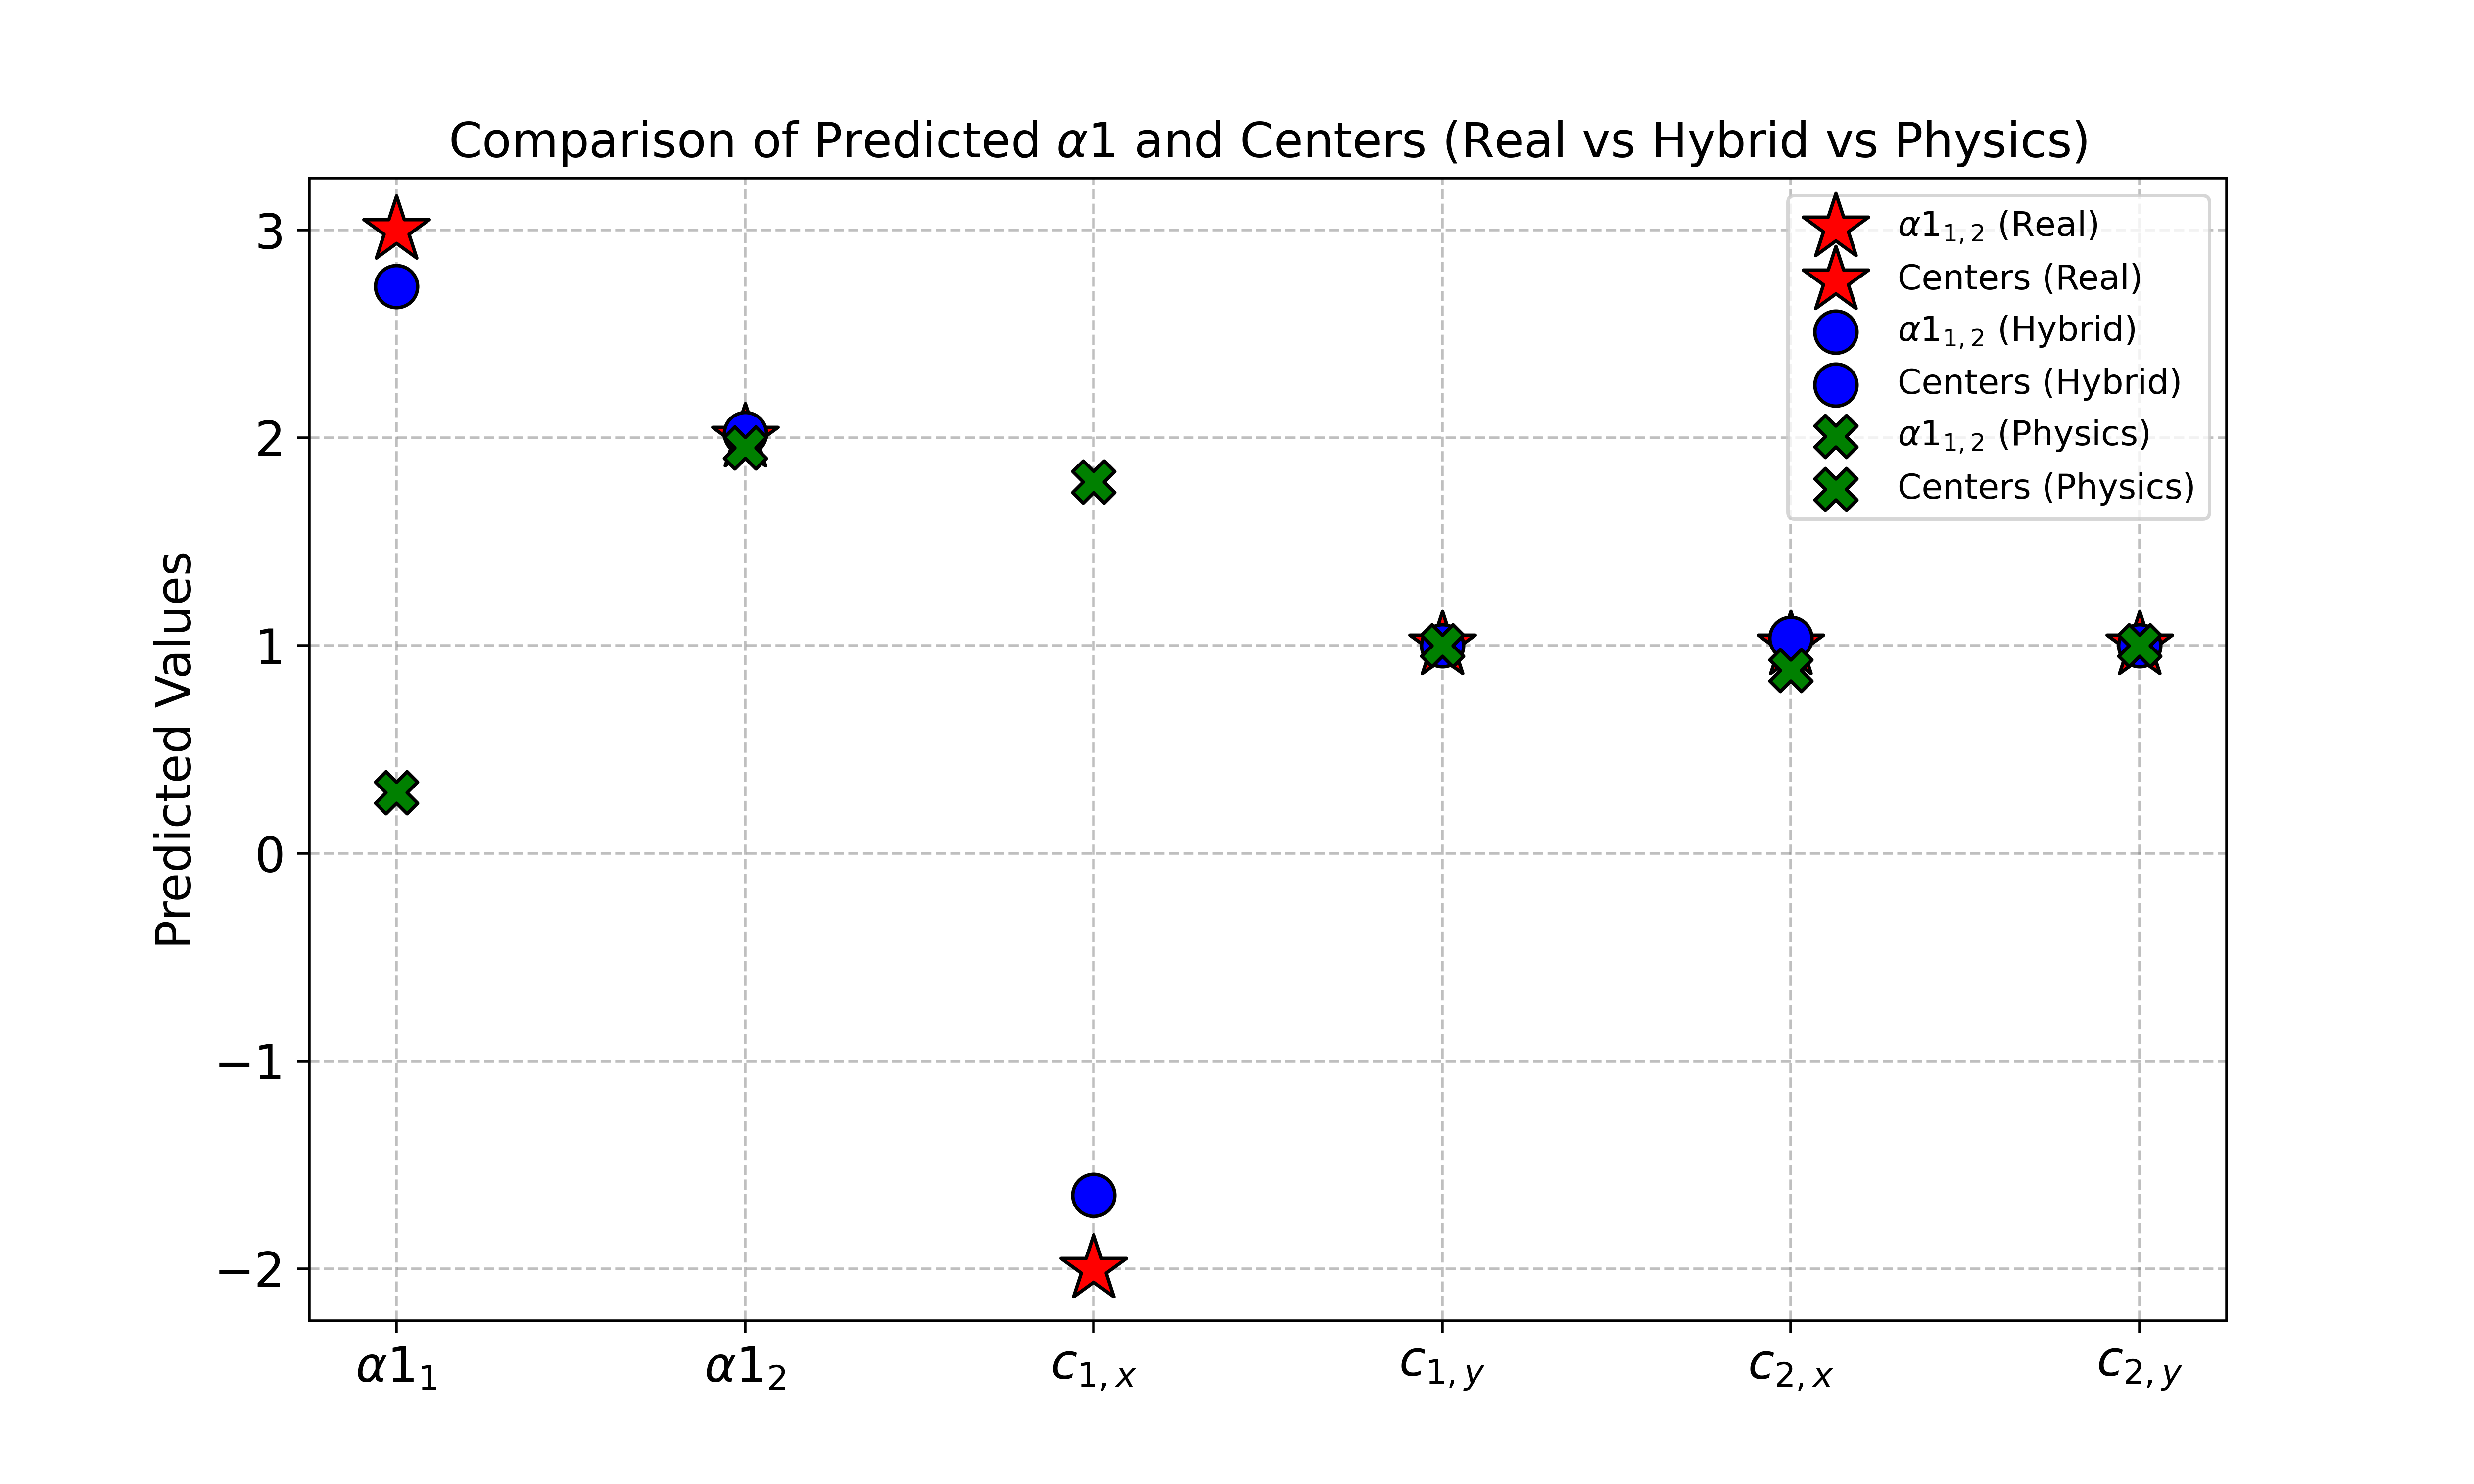 Comparison of Predicted α1 and Centers (Real vs Hybrid vs Physics)
Predicted Values
3
2
1
0
−1
−2
α1₁
α1₂
c₁,ₓ
c₁,y
c₂,ₓ
c₂,y
α1₁,₂ (Real)
Centers (Real)
α1₁,₂ (Hybrid)
Centers (Hybrid)
α1₁,₂ (Physics)
Centers (Physics)